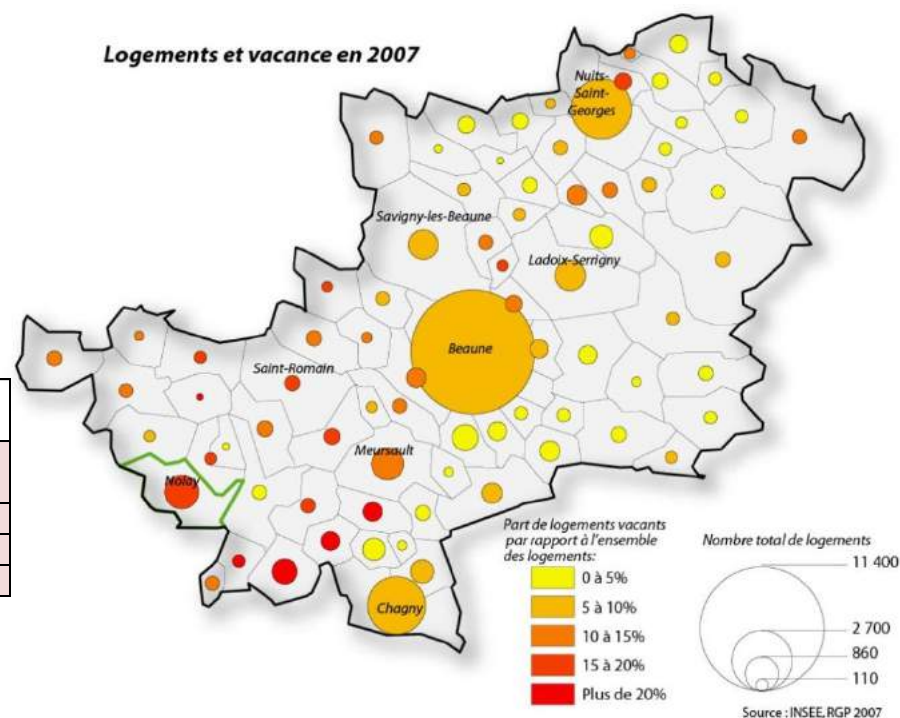 Logements et vacance en 2007
Nuits-
Saint-
Georges
Savigny-les-Beaune
Ladoix-Serrigny
Beaune
Saint-Romain
Meursault
Nolay
Chagny
Part de logements vacants
par rapport à l'ensemble
des logements:
0 à 5%
5 à 10%
10 à 15%
15 à 20%
Plus de 20%
Nombre total de logements
11 400
2 700
860
110
Source : INSEE, RGP 2007